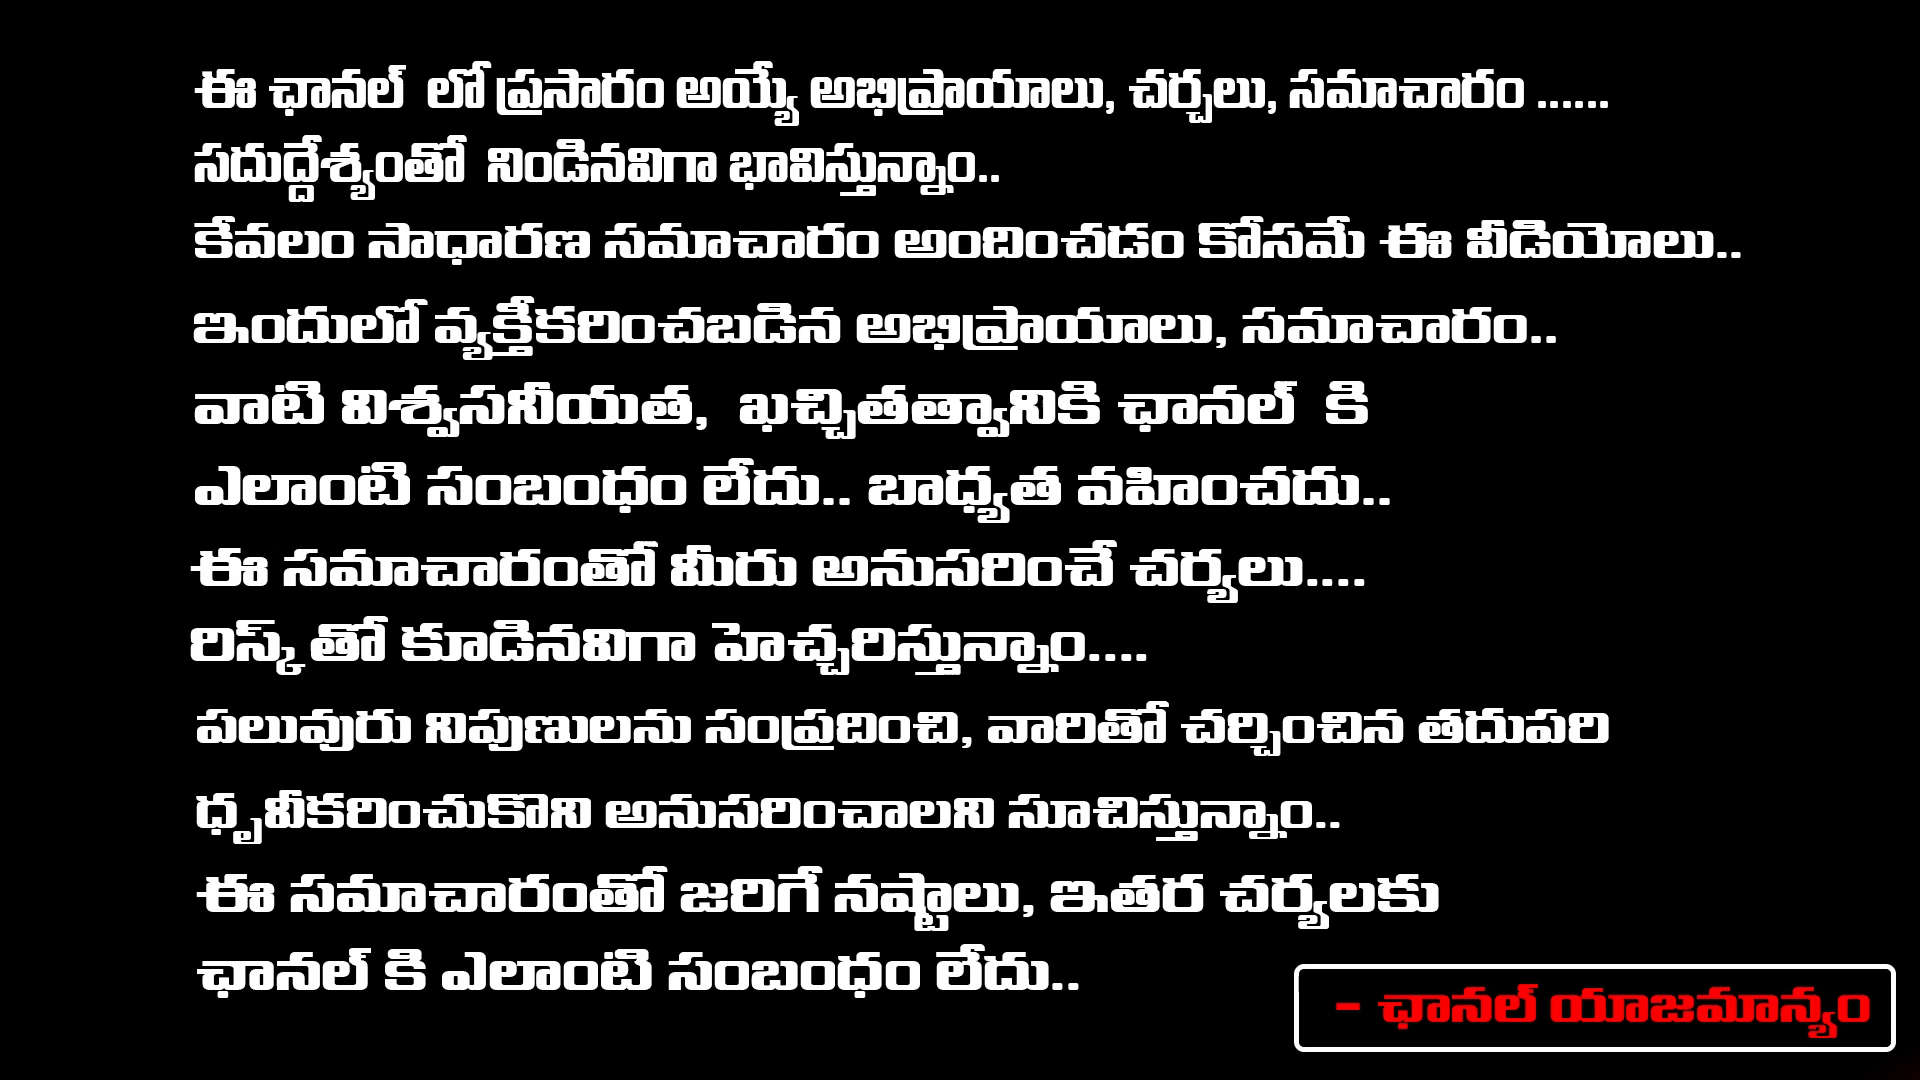 ఈ ఛానల్ లో ప్రసారం అయ్యే అభిప్రాయాలు, చర్చలు, సమాచారం ......
సదుద్దేశ్యంతో నిండినవిగా భావిస్తున్నాం..
కేవలం సాధారణ సమాచారం అందించడం కోసమే ఈ వీడియోలు..
ఇందులో వ్యక్తీకరించబడిన అభిప్రాయాలు, సమాచారం..
వాటి విశ్వసనీయత, ఖచ్చితత్వానికి ఛానల్ కి
ఎలాంటి సంబంధం లేదు.. బాధ్యత వహించదు..
ఈ సమాచారంతో మీరు అనుసరించే చర్యలు....
రిస్క్ తో కూడినవిగా హెచ్చరిస్తున్నాం....
పలువురు నిపుణులను సంప్రదించి, వారితో చర్చించిన తదుపరి
ధృవీకరించుకొని అనుసరించాలని సూచిస్తున్నాం..
ఈ సమాచారంతో జరిగే నష్టాలు, ఇతర చర్యలకు
ఛానల్ కి ఎలాంటి సంబంధం లేదు..
- ఛానల్ యాజమాన్యం